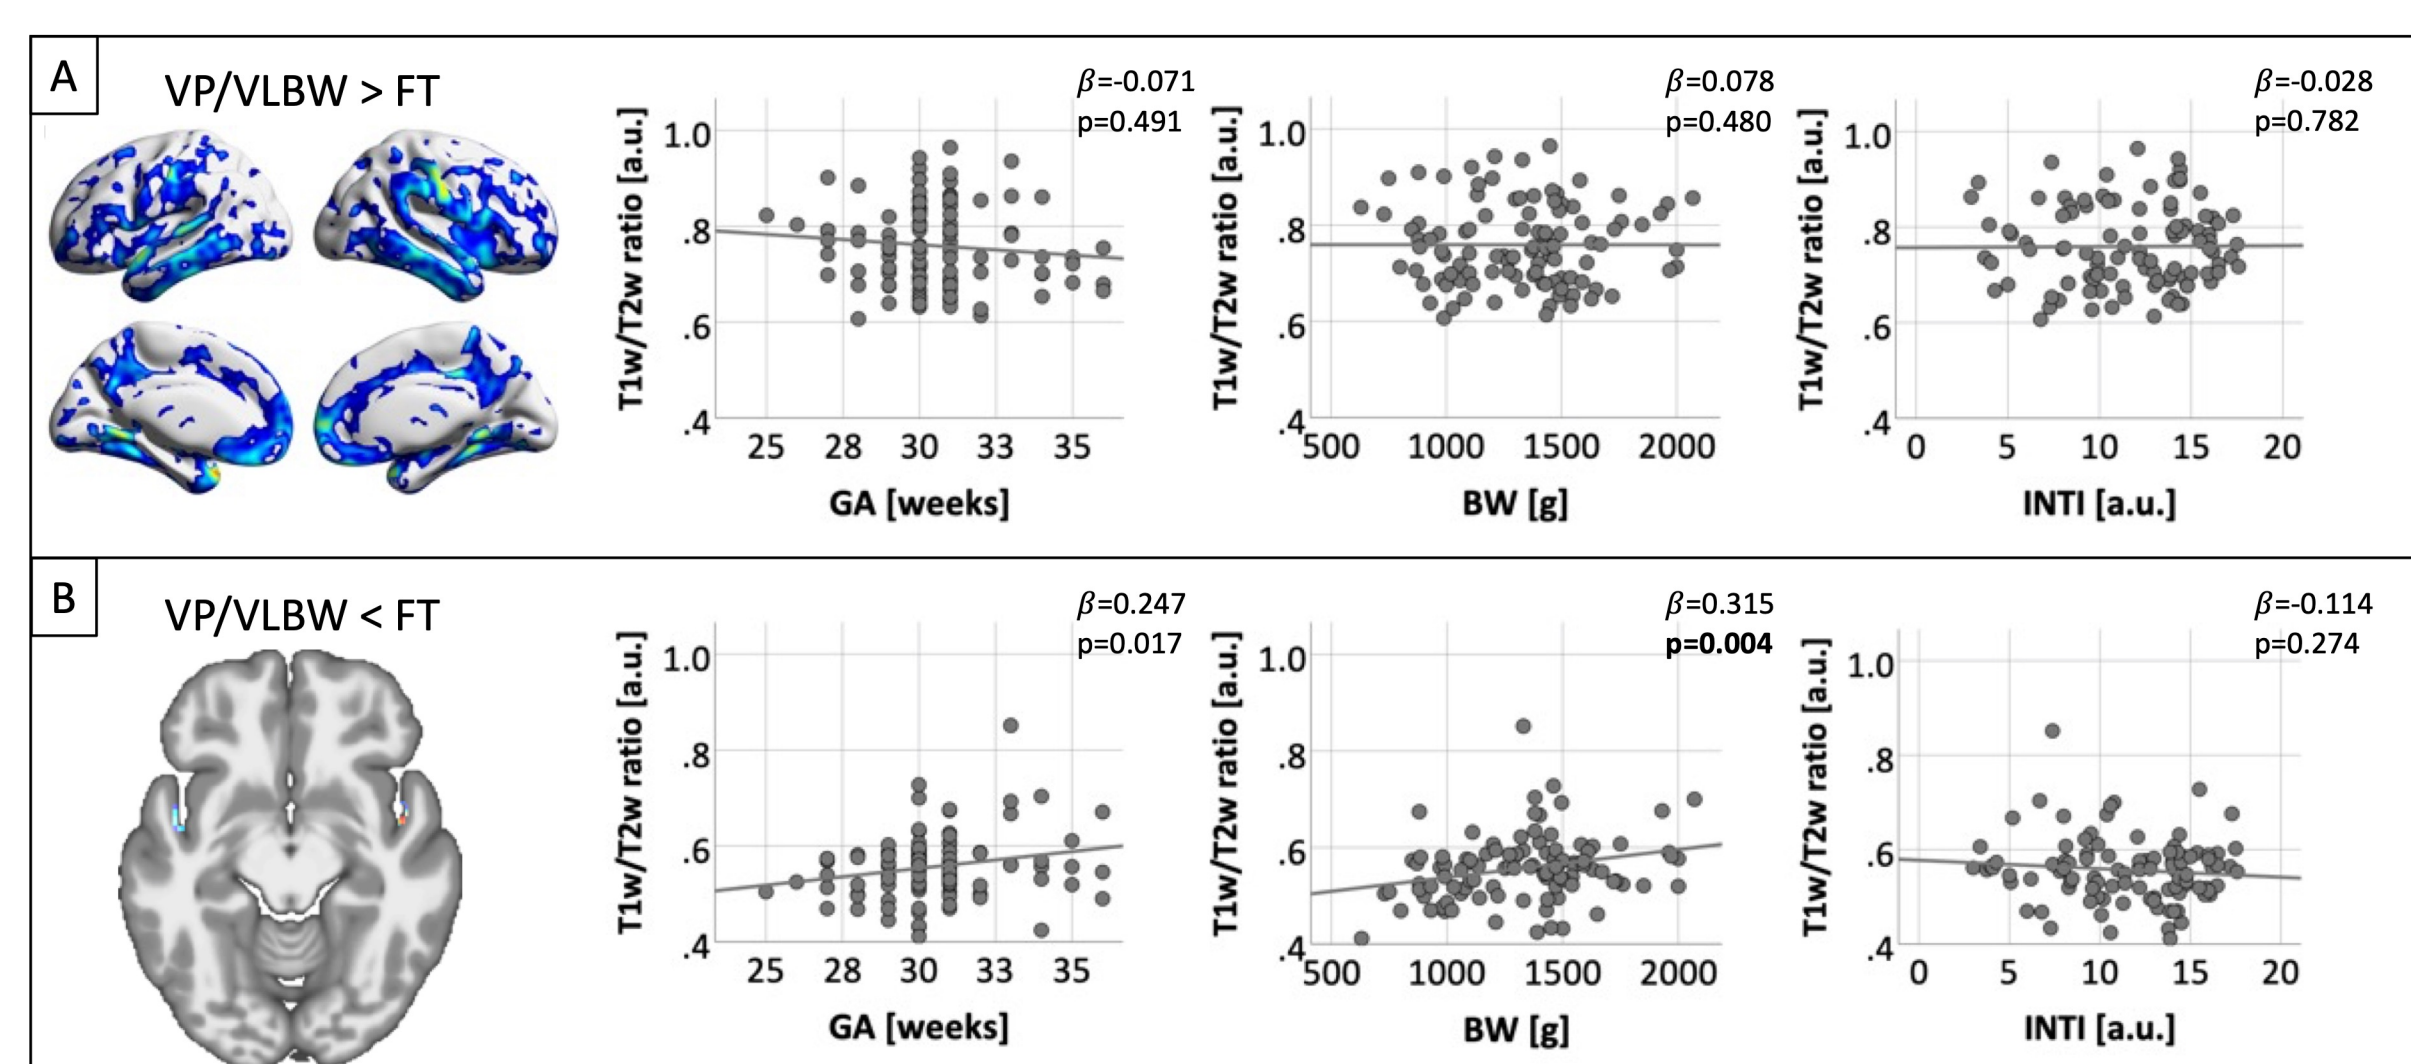 A
VP/VLBW > FT
β=-0.071
p=0.491
T1w/T2w ratio [a.u.]
1.0
.8
.6
.4
25 28 30 33 35
GA [weeks]
β=0.078
p=0.480
T1w/T2w ratio [a.u.]
1.0
.8
.6
.4
500 1000 1500 2000
BW [g]
β=-0.028
p=0.782
T1w/T2w ratio [a.u.]
1.0
.8
.6
.4
0 5 10 15 20
INTI [a.u.]
B
VP/VLBW < FT
β=0.247
p=0.017
T1w/T2w ratio [a.u.]
1.0
.8
.6
.4
25 28 30 33 35
GA [weeks]
β=0.315
p=0.004
T1w/T2w ratio [a.u.]
1.0
.8
.6
.4
500 1000 1500 2000
BW [g]
β=-0.114
p=0.274
T1w/T2w ratio [a.u.]
1.0
.8
.6
.4
0 5 10 15 20
INTI [a.u.]